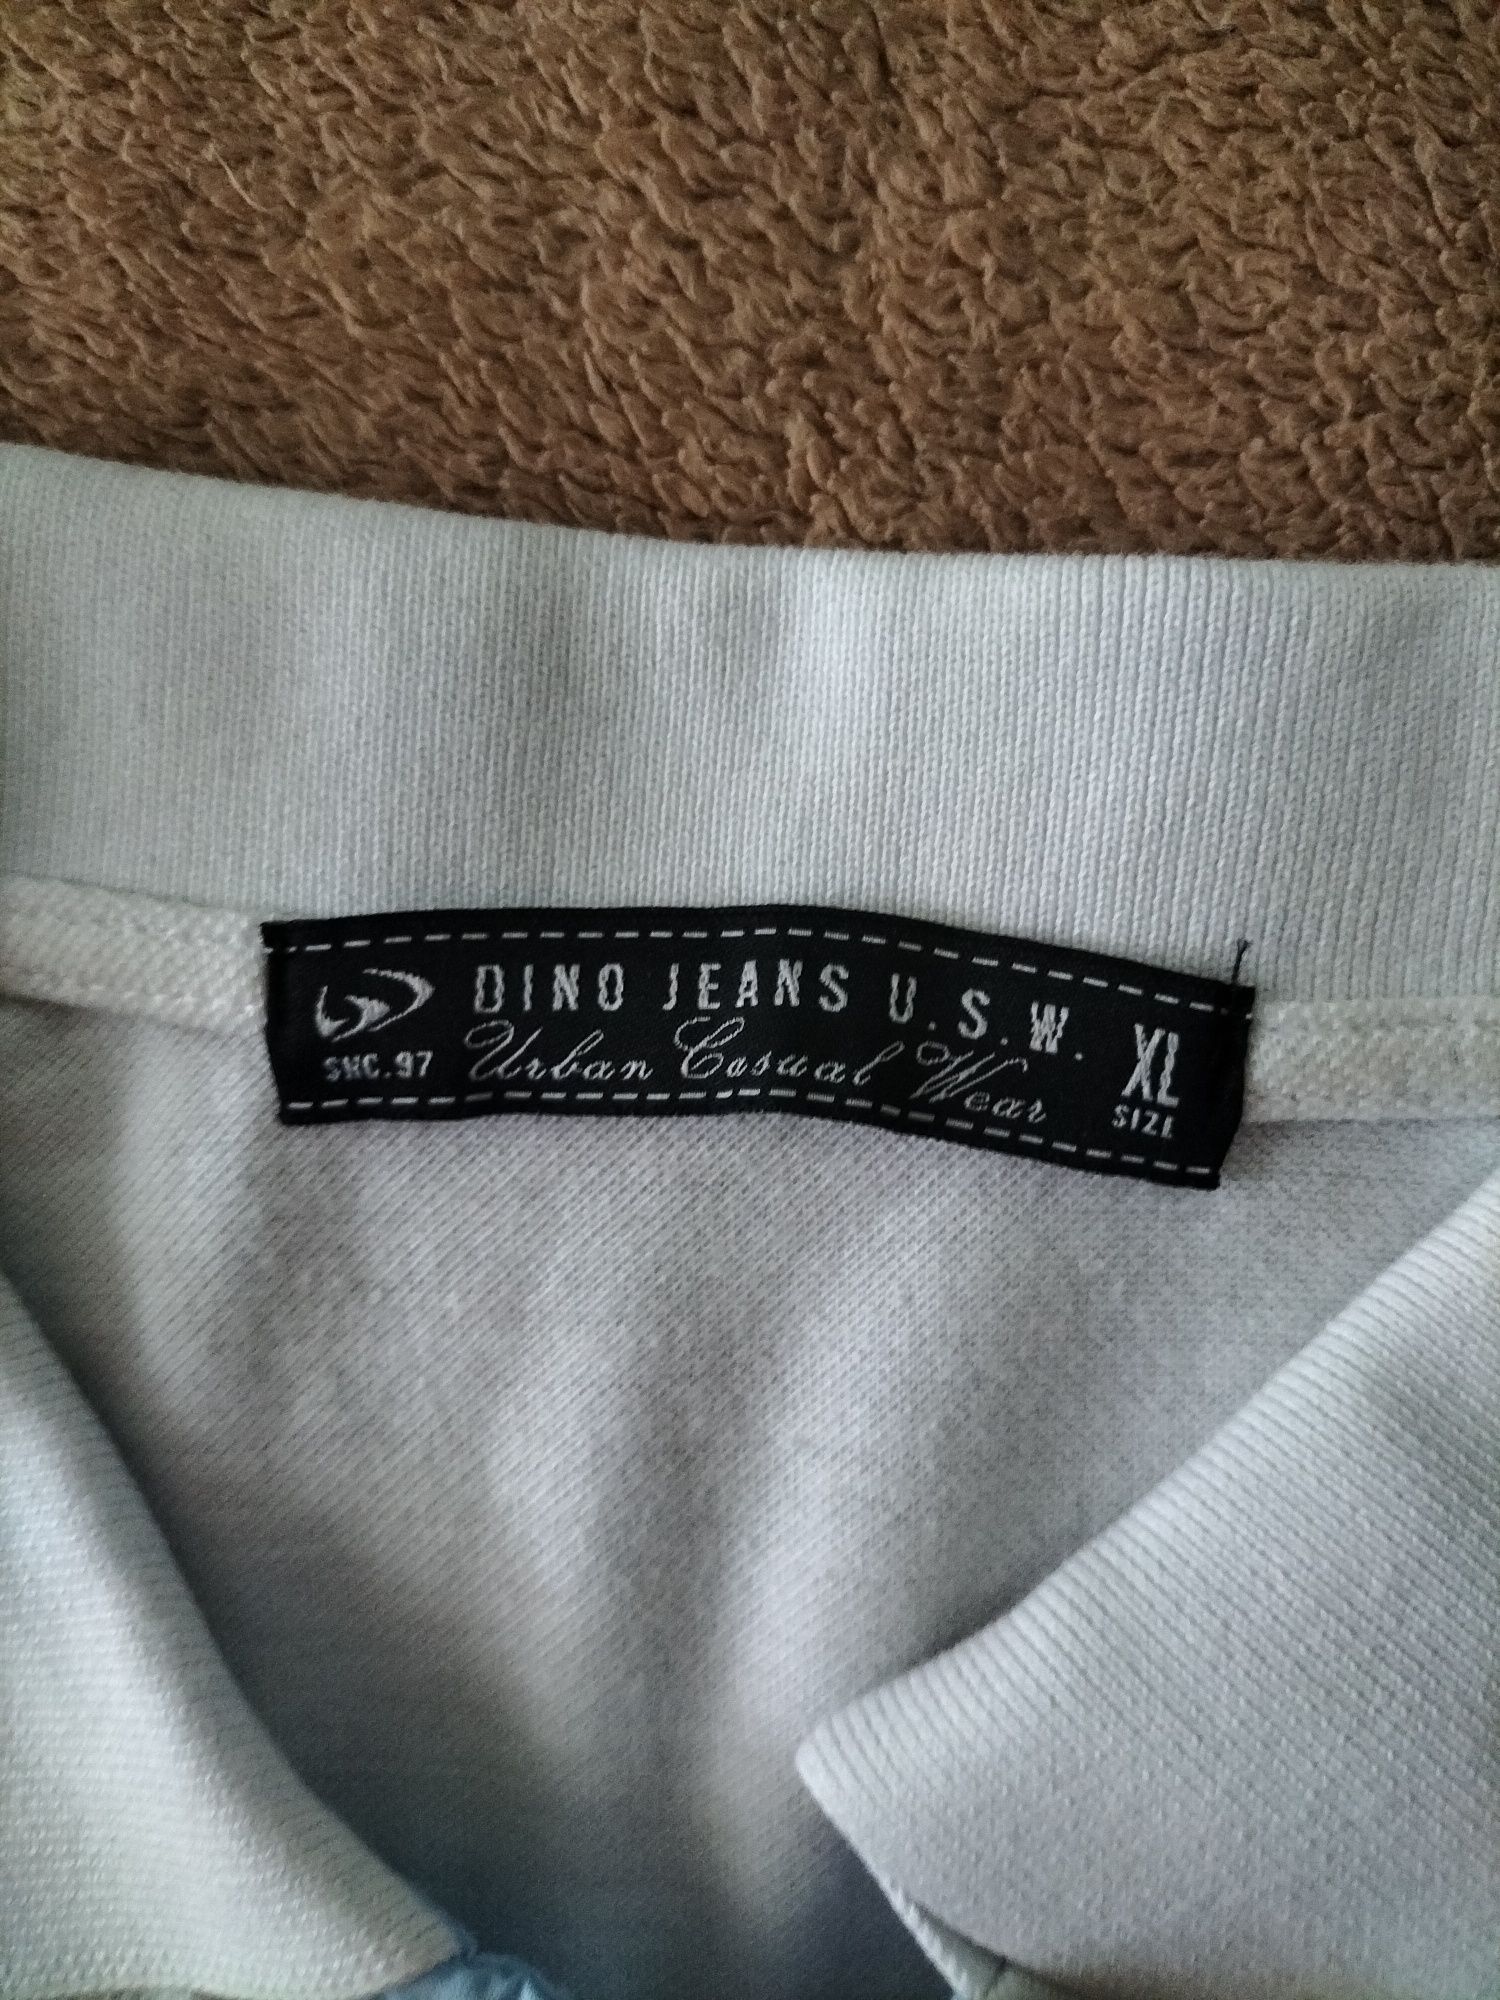 DINO JEANS U.S.W.
Urban Casual Wear
SNC.97
XL
SIZE